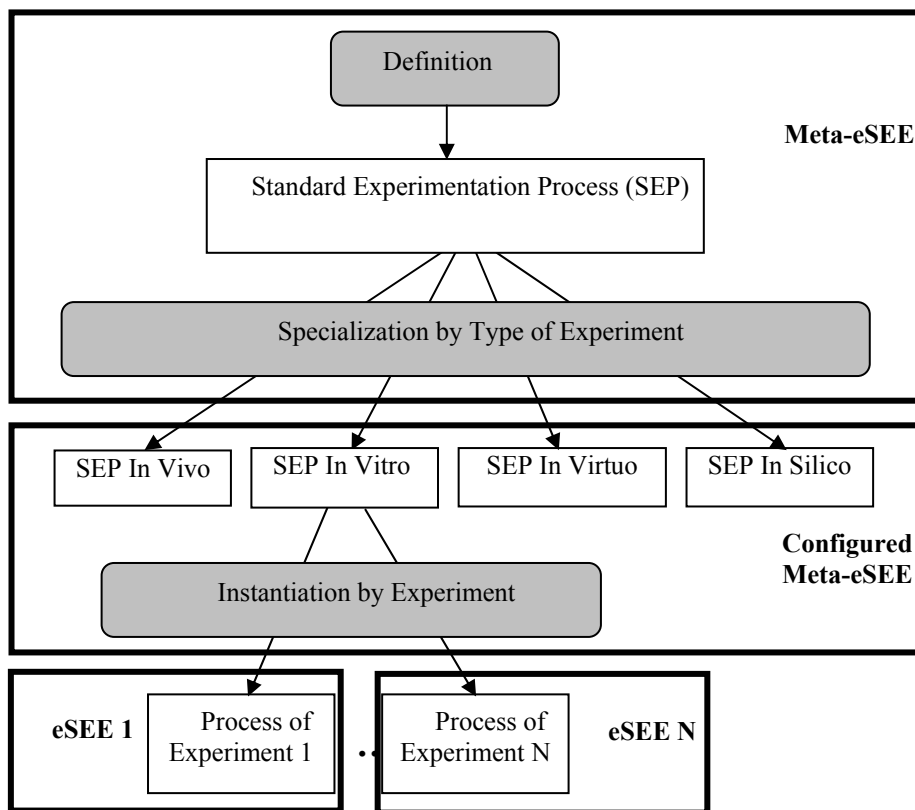 Definition
Meta-eSEE
Standard Experimentation Process (SEP)
Specialization by Type of Experiment
SEP In Vivo
SEP In Vitro
SEP In Virtuo
SEP In Silico
Configured
Meta-eSEE
Instantiation by Experiment
eSEE 1
Process of
Experiment 1
..
Process of
Experiment N
eSEE N